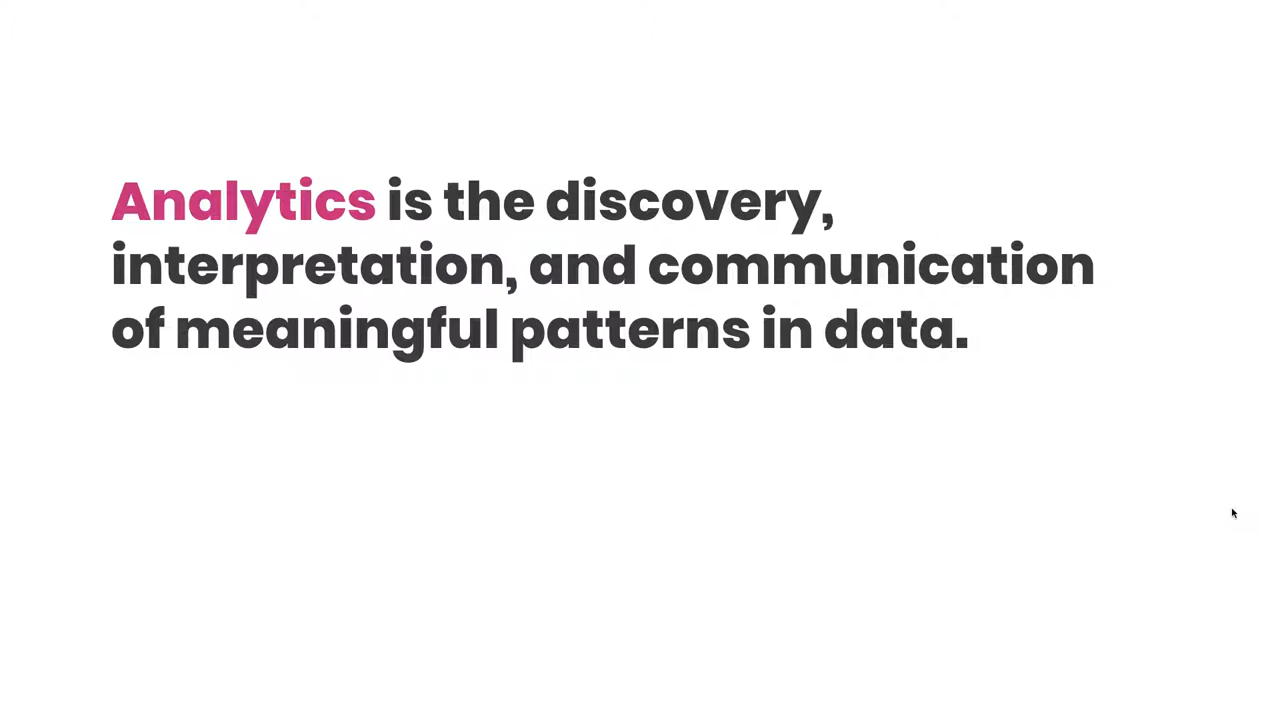 Analytics is the discovery,
interpretation, and communication
of meaningful patterns in data.